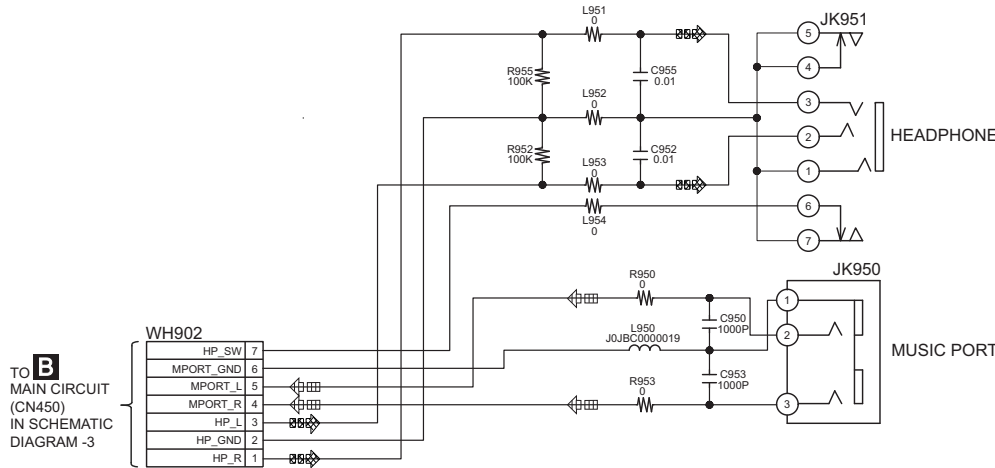 L951
0
JK951
5
R955
100K
C955
0.01
4
L952
0
3
R952
100K
C952
0.01
2
HEADPHONE
L953
0
1
L954
0
6
7
R950
0
JK950
1
L950
J0JBC0000019
C950
1000P
2
MUSIC PORT
R953
0
C953
1000P
3
WH902
HP_SW 7
MPORT_GND 6
MPORT_L 5
MPORT_R 4
HP_L 3
HP_GND 2
HP_R 1
TO B
MAIN CIRCUIT
(CN450)
IN SCHEMATIC
DIAGRAM -3